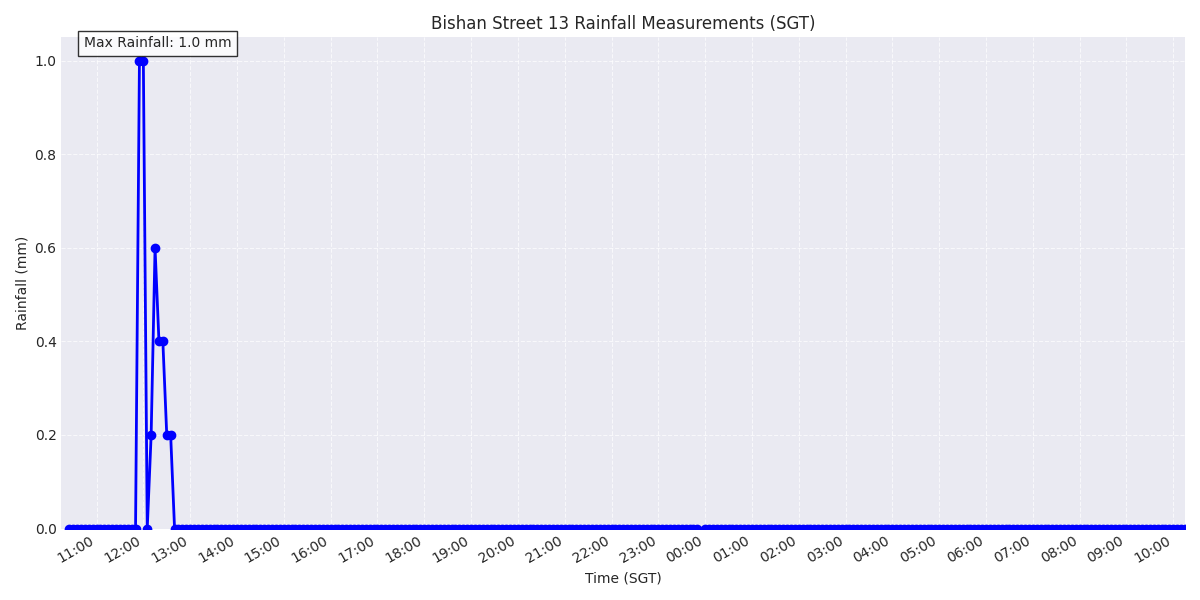 Bishan Street 13 Rainfall Measurements (SGT)
Max Rainfall: 1.0 mm
1.0
0.8
0.6
0.4
0.2
0.0
Rainfall (mm)
11:00 12:00 13:00 14:00 15:00 16:00 17:00 18:00 19:00 20:00 21:00 22:00 23:00 00:00 01:00 02:00 03:00 04:00 05:00 06:00 07:00 08:00 09:00 10:00
Time (SGT)